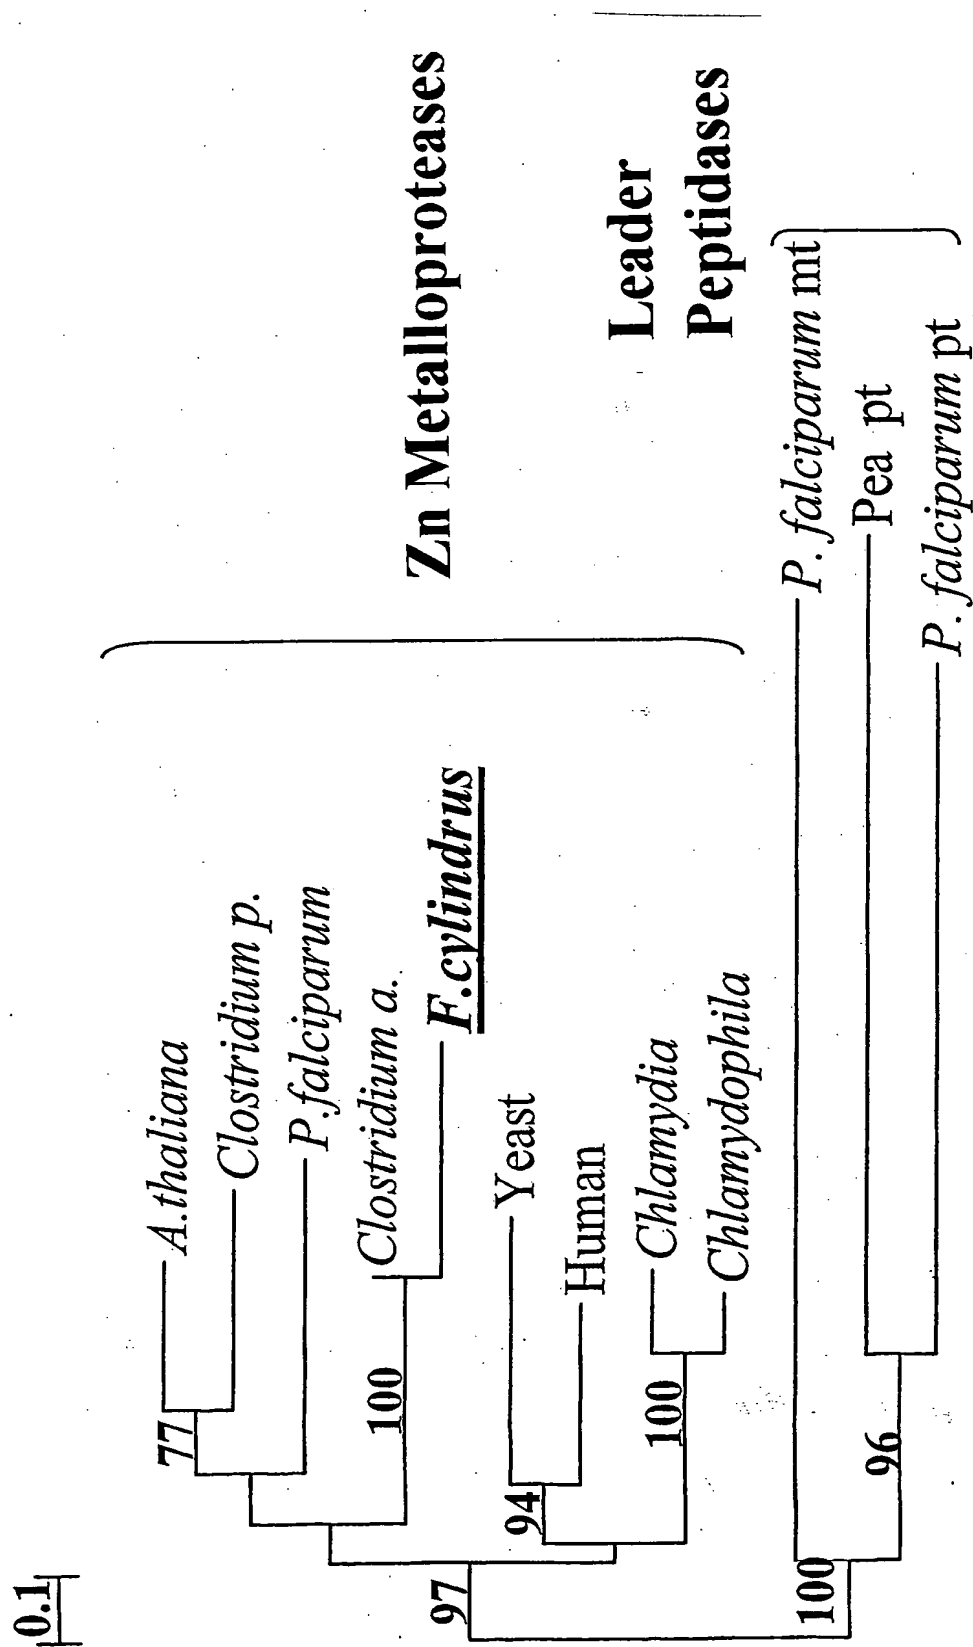 0.1
A.thaliana
77
Clostridium p.
P.falciparum
Clostridium a.
100
F.cylindrus
Zn Metalloproteases
97
Yeast
94
Human
Chlamydia
100
Chlamydophila
Leader
Peptidases
P. falciparum mt
100
Pea pt
96
P. falciparum pt